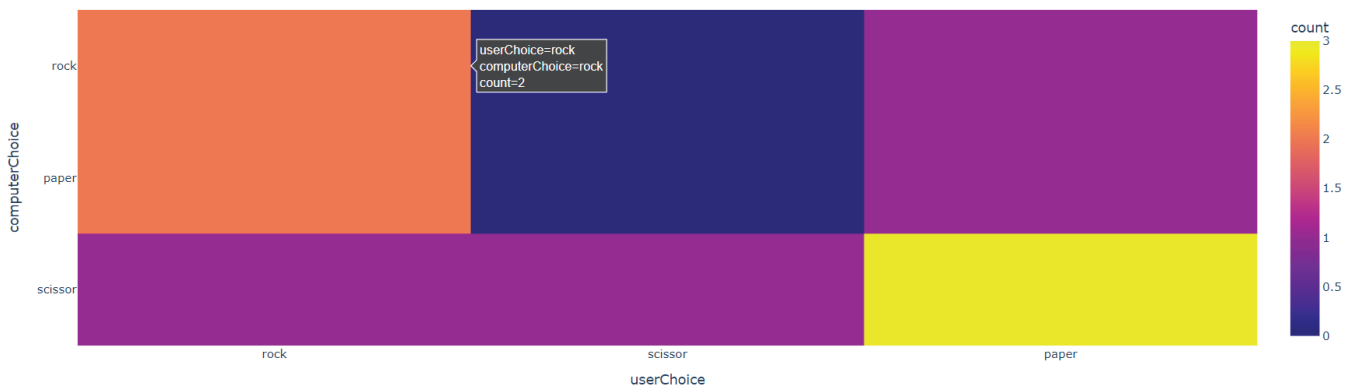 count
3
2.5
2
1.5
1
0.5
0
computerChoice
rock
paper
scissor
userChoice=rock
computerChoice=rock
count=2
rock
scissor
paper
userChoice